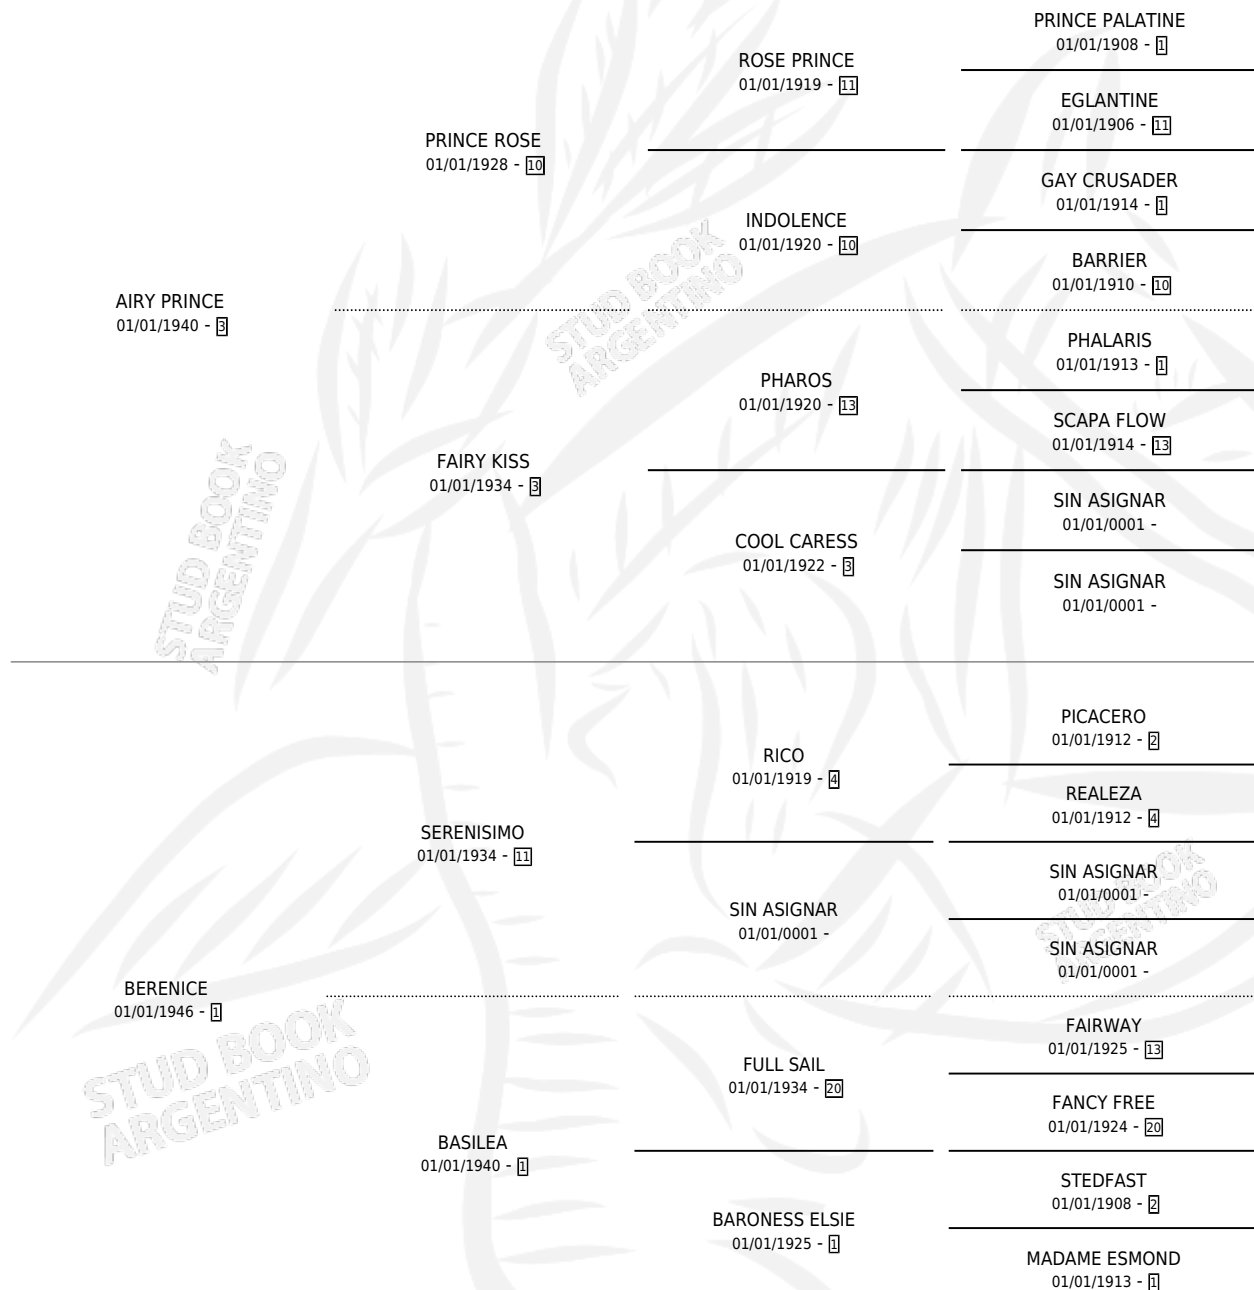 PRINCE PALATINE
01/01/1908 - 1
ROSE PRINCE
01/01/1919 - 11
EGLANTINE
01/01/1906 - 11
PRINCE ROSE
01/01/1928 - 10
GAY CRUSADER
01/01/1914 - 1
INDOLENCE
01/01/1920 - 10
BARRIER
01/01/1910 - 10
AIRY PRINCE
01/01/1940 - 3
PHALARIS
01/01/1913 - 1
PHAROS
01/01/1920 - 13
SCAPA FLOW
01/01/1914 - 13
FAIRY KISS
01/01/1934 - 3
SIN ASIGNAR
01/01/0001 -
COOL CARESS
01/01/1922 - 3
SIN ASIGNAR
01/01/0001 -
PICACERO
01/01/1912 - 2
RICO
01/01/1919 - 4
REALEZA
01/01/1912 - 4
SERENISIMO
01/01/1934 - 11
SIN ASIGNAR
01/01/0001 -
SIN ASIGNAR
01/01/0001 -
SIN ASIGNAR
01/01/0001 -
BERENICE
01/01/1946 - 1
FAIRWAY
01/01/1925 - 13
FULL SAIL
01/01/1934 - 20
FANCY FREE
01/01/1924 - 20
BASILEA
01/01/1940 - 1
STEDFAST
01/01/1908 - 2
BARONESS ELSIE
01/01/1925 - 1
MADAME ESMOND
01/01/1913 - 1
STUD BOOK
ARGENTINO
STUD BOOK
ARGENTINO
STUD BOOK
ARGENTINO
STUD BOOK
ARGENTINO